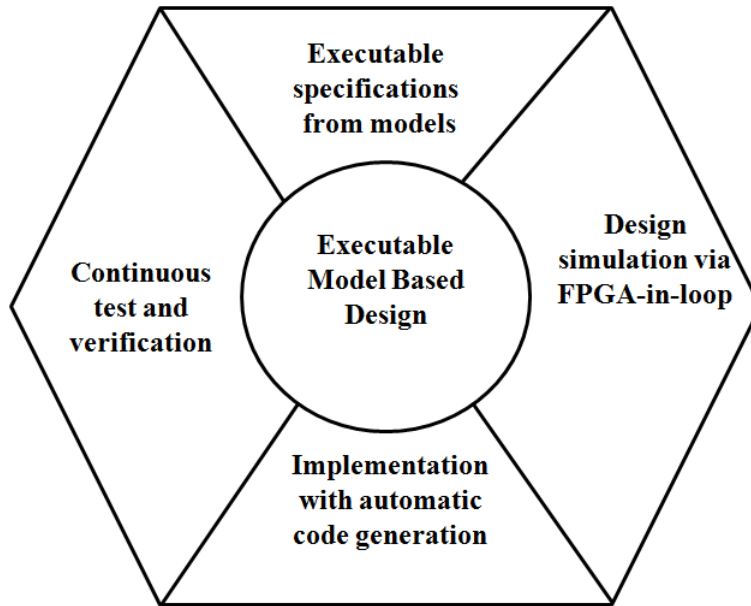 Executable
specifications
from models
Design
simulation via
FPGA-in-loop
Executable
Model Based
Design
Continuous
test and
verification
Implementation
with automatic
code generation